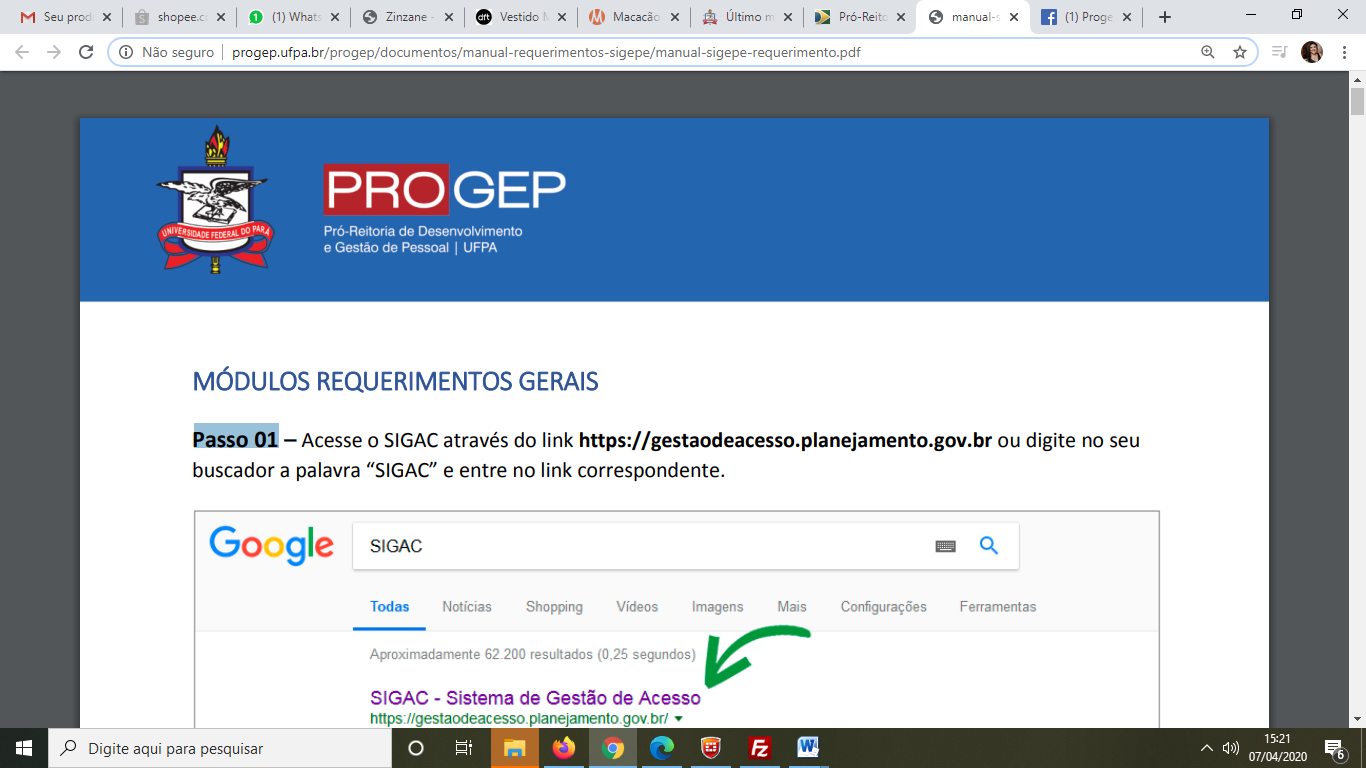 Seu prod
shopee.c
(1) Whats
Zinzane -
Vestido
Macacão
Último m
Pró-Reito
manual-s
(1) Proge
Não seguro
progep.ufpa.br/progep/documentos/manual-requerimentos-sigepe/manual-sigepe-requerimento.pdf
UNIVERSIDADE FEDERAL DO PARÁ
PROGEP
Pró-Reitoria de Desenvolvimento
e Gestão de Pessoal | UFPA
MÓDULOS REQUERIMENTOS GERAIS
Passo 01 – Acesse o SIGAC através do link https://gestaodeacesso.planejamento.gov.br ou digite no seu
buscador a palavra “SIGAC” e entre no link correspondente.
Google
SIGAC
Todas Notícias Shopping Vídeos Imagens Mais Configurações Ferramentas
Aproximadamente 62.200 resultados (0,25 segundos)
SIGAC - Sistema de Gestão de Acesso
https://gestaodeacesso.planejamento.gov.br/
Digite aqui para pesquisar
15:21
07/04/2020
6